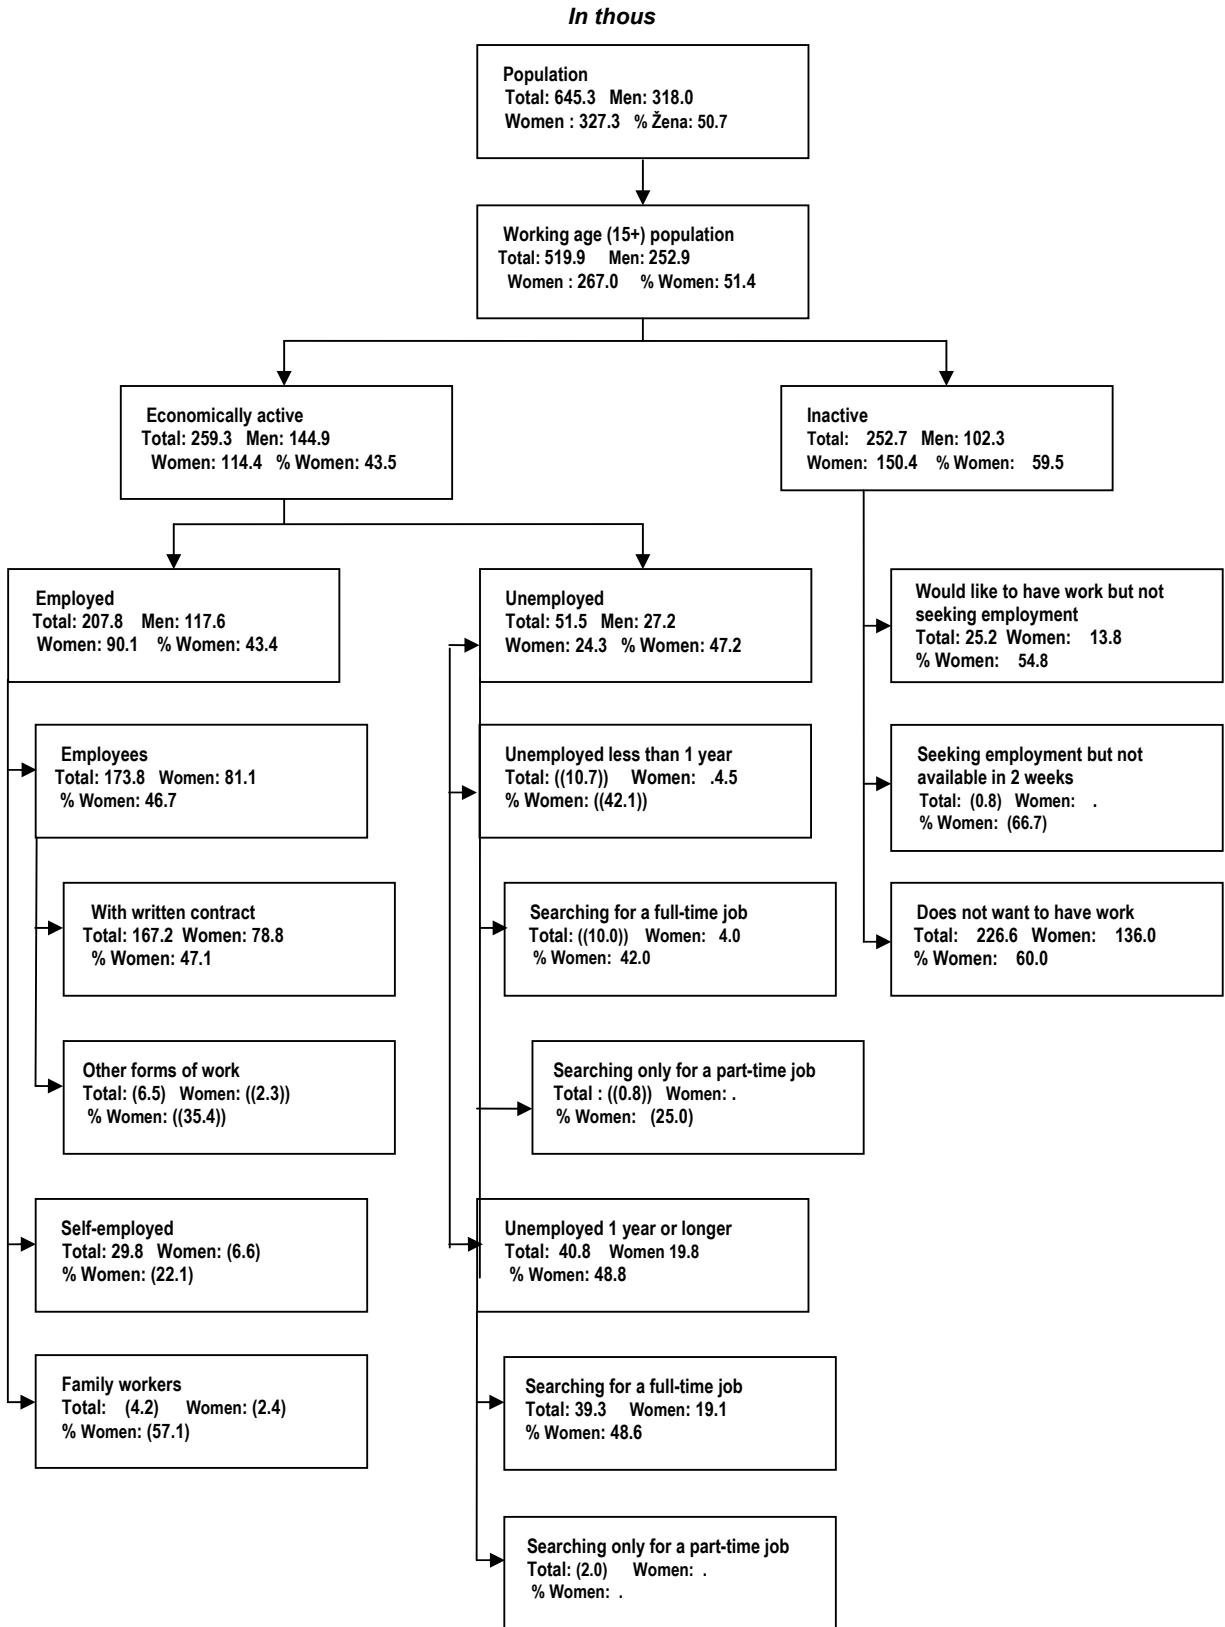 In thous
Population
Total: 645.3 Men: 318.0
Women : 327.3 % Žena: 50.7
Working age (15+) population
Total: 519.9 Men: 252.9
Women : 267.0 % Women: 51.4
Economically active
Total: 259.3 Men: 144.9
Women: 114.4 % Women: 43.5
Inactive
Total: 252.7 Men: 102.3
Women: 150.4 % Women: 59.5
Employed
Total: 207.8 Men: 117.6
Women: 90.1 % Women: 43.4
Unemployed
Total: 51.5 Men: 27.2
Women: 24.3 % Women: 47.2
Would like to have work but not
seeking employment
Total: 25.2 Women: 13.8
% Women: 54.8
Employees
Total: 173.8 Women: 81.1
% Women: 46.7
Unemployed less than 1 year
Total: ((10.7)) Women: .4.5
% Women: ((42.1))
Seeking employment but not
available in 2 weeks
Total: (0.8) Women: .
% Women: (66.7)
With written contract
Total: 167.2 Women: 78.8
% Women: 47.1
Searching for a full-time job
Total: ((10.0)) Women: 4.0
% Women: 42.0
Does not want to have work
Total: 226.6 Women: 136.0
% Women: 60.0
Other forms of work
Total: (6.5) Women: ((2.3))
% Women: ((35.4))
Searching only for a part-time job
Total : ((0.8)) Women: .
% Women: (25.0)
Self-employed
Total: 29.8 Women: (6.6)
% Women: (22.1)
Unemployed 1 year or longer
Total: 40.8 Women 19.8
% Women: 48.8
Family workers
Total: (4.2) Women: (2.4)
% Women: (57.1)
Searching for a full-time job
Total: 39.3 Women: 19.1
% Women: 48.6
Searching only for a part-time job
Total: (2.0) Women: .
% Women: .